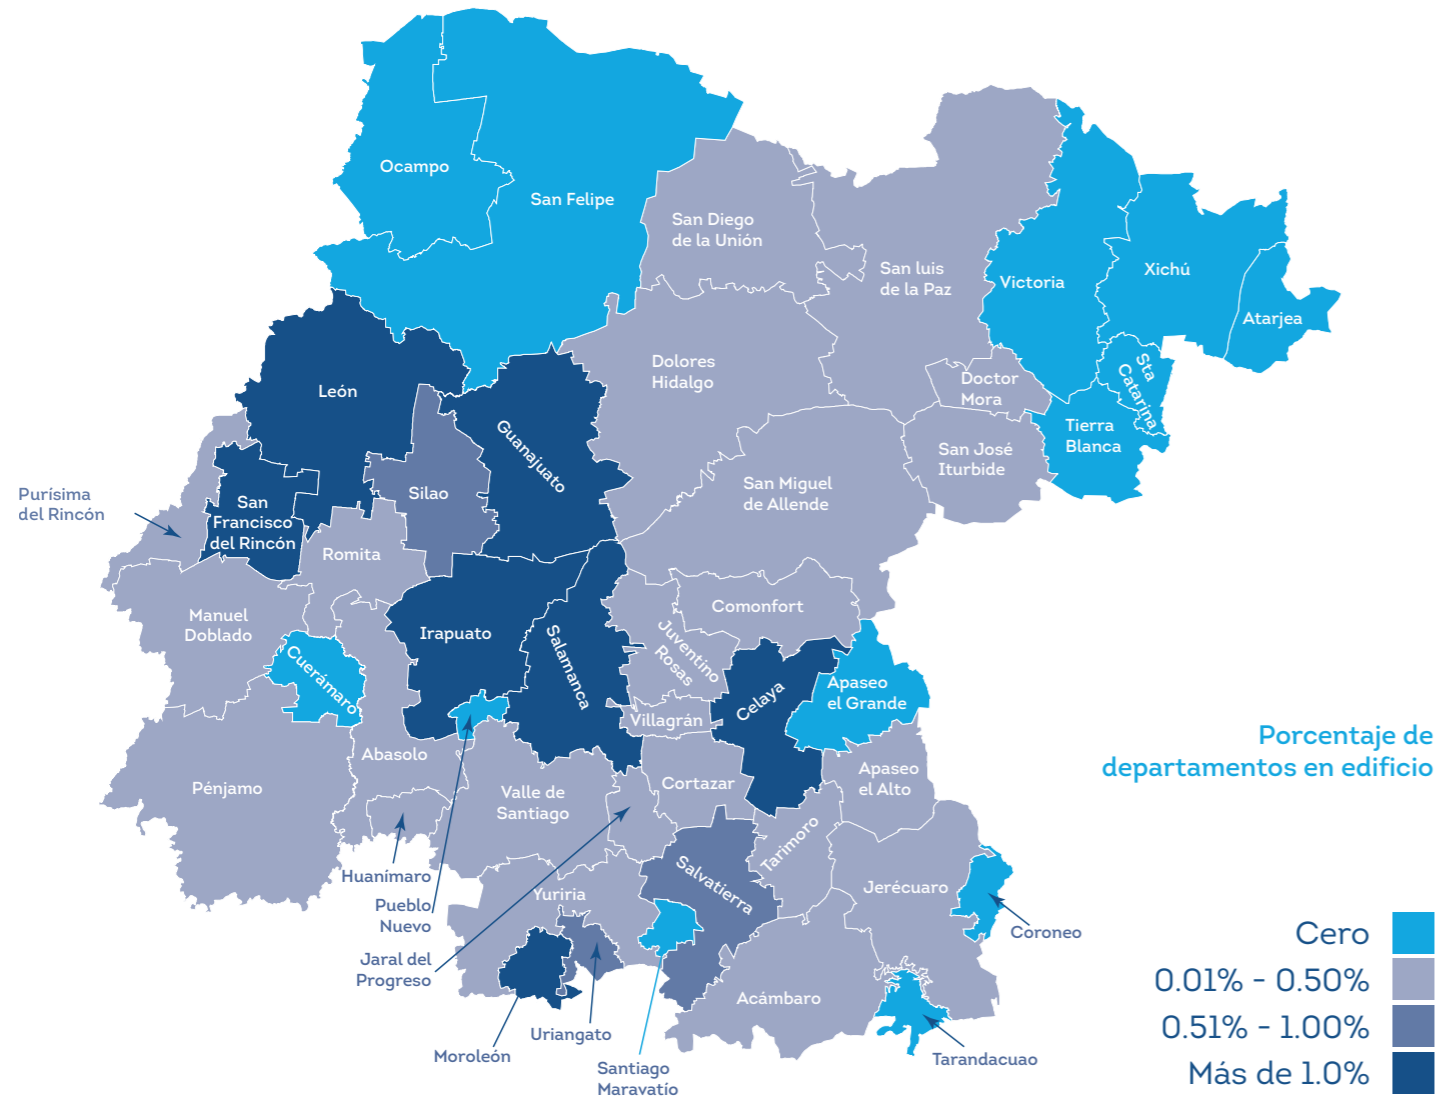 Ocampo
San Felipe
San Diego
de la Unión
San luis
de la Paz
Victoria
Xichú
Atarjea
Sta
Catarina
Dolores
Hidalgo
Doctor
Mora
Tierra
Blanca
León
Guanajuato
San José
Iturbide
San Miguel
de Allende
Silao
Purísima
del Rincón
San
Francisco
del Rincón
Romita
Manuel
Doblado
Irapuato
Salamanca
Comonfort
Juventino
Rosas
Cuerámaro
Celaya
Apaseo
el Grande
Villagrán
Porcentaje de
departamentos en edificio
Abasolo
Pénjamo
Valle de
Santiago
Cortazar
Apaseo
el Alto
Tarimoro
Salvatierra
Huanímaro
Yuriria
Jerécuaro
Pueblo
Nuevo
Coroneo
Jaral del
Progreso
Acámbaro
Uriangato
Moroleón
Santiago
Maravatío
Tarandacuao
Cero
0.01% - 0.50%
0.51% - 1.00%
Más de 1.0%